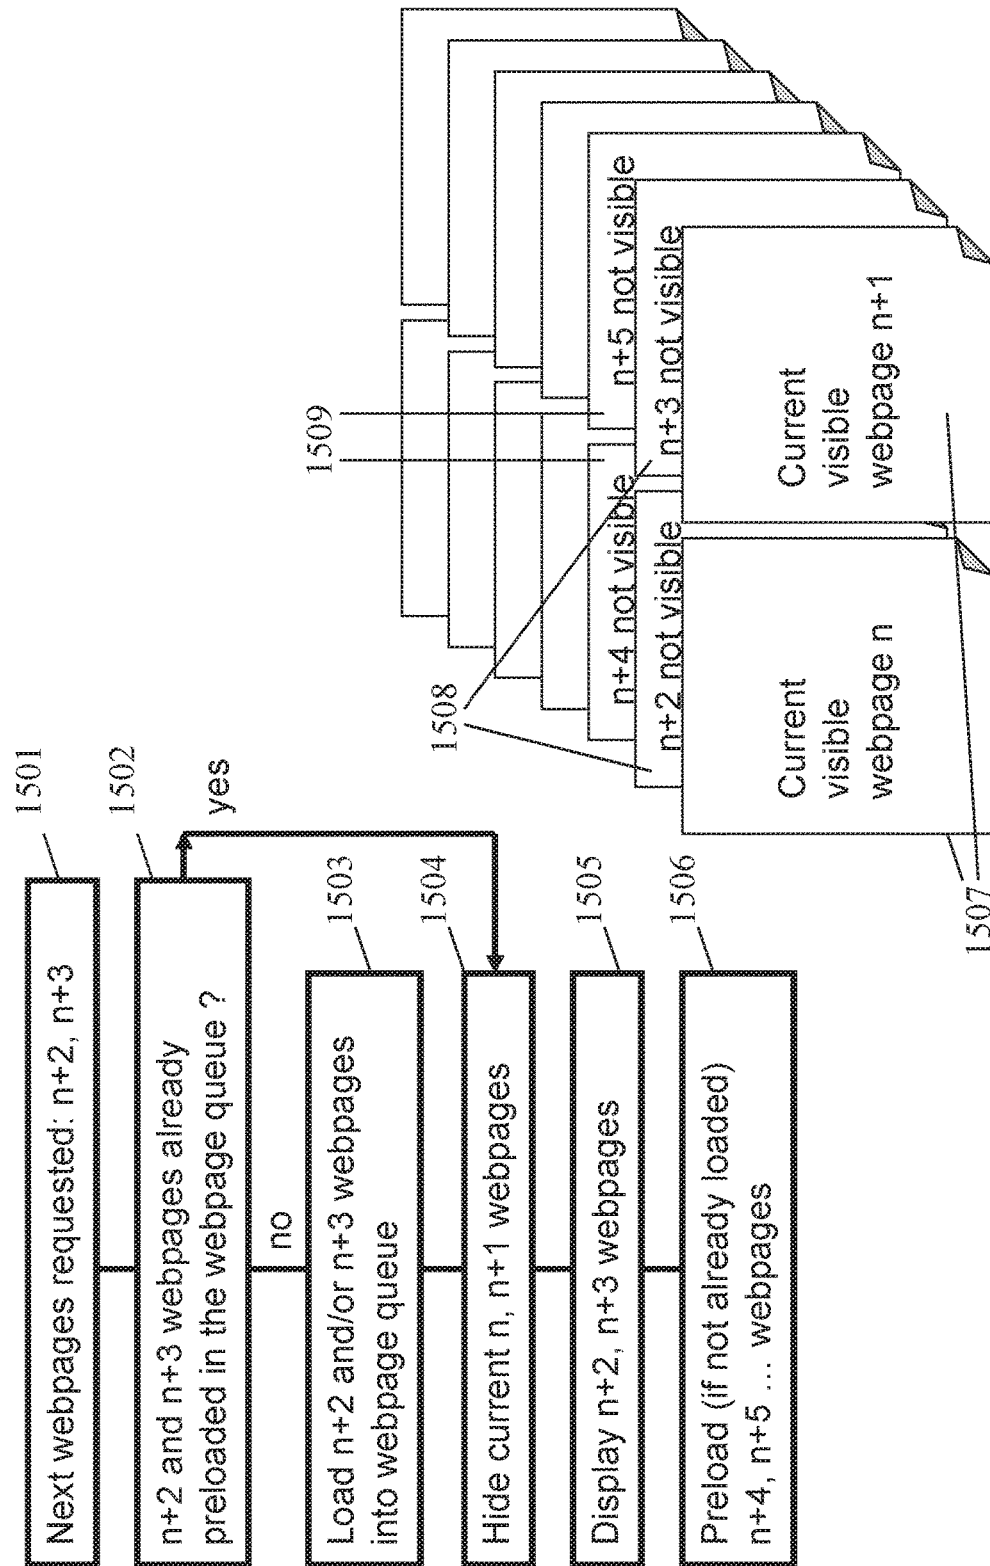 Next webpages requested: n+2, n+3
1501
n+2 and n+3 webpages already
preloaded in the webpage queue ?
1502
yes
no
Load n+2 and/or n+3 webpages
into webpage queue
1503
Hide current n, n+1 webpages
1504
Display n+2, n+3 webpages
1505
Preload (if not already loaded)
n+4, n+5 ... webpages
1506
1509
1508
n+4 not visible
n+5 not visible
n+2 not visible
n+3 not visible
Current
visible
webpage n
Current
visible
webpage n+1
1507